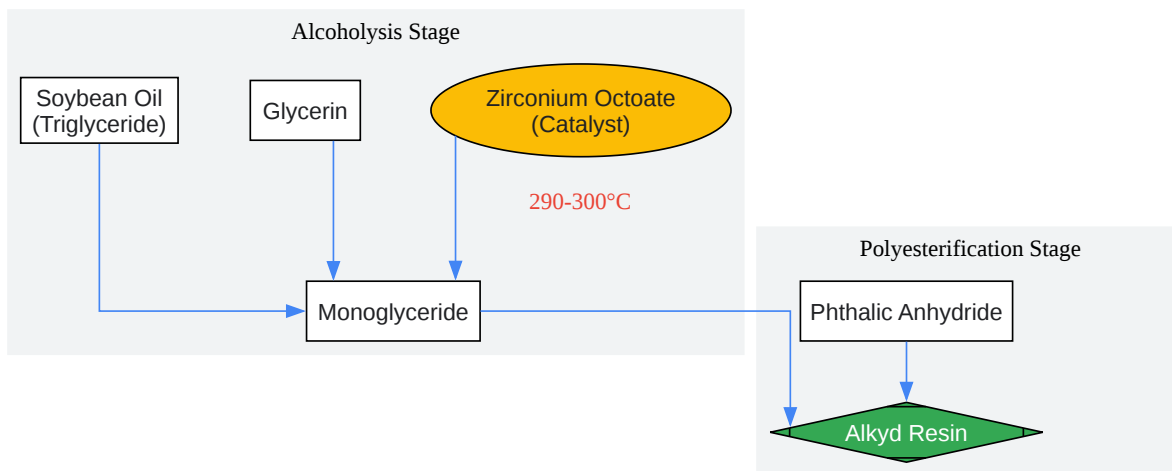 Alcoholysis Stage
Soybean Oil
(Triglyceride)
Glycerin
Zirconium Octoate
(Catalyst)
290-300°C
Monoglyceride
Polyesterification Stage
Phthalic Anhydride
Alkyd Resin